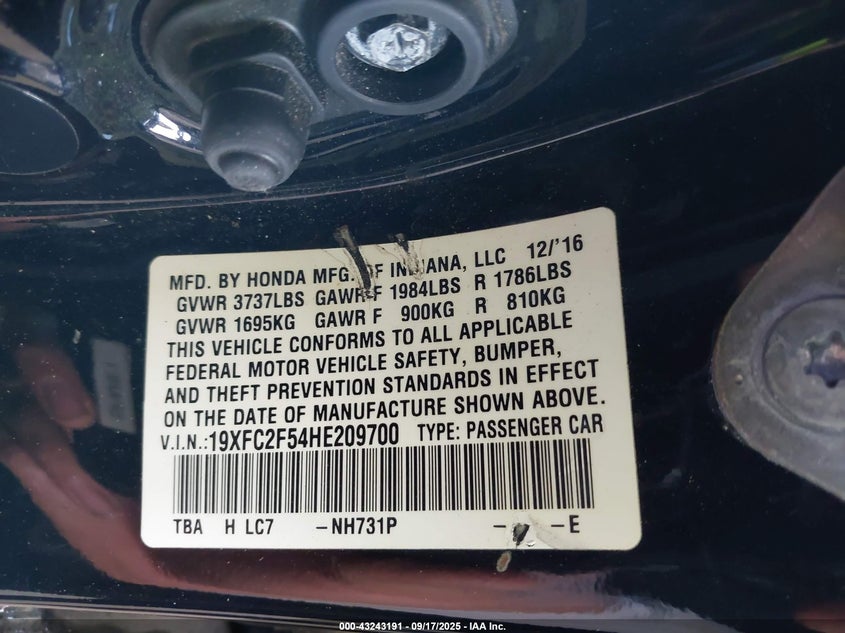 MFD. BY HONDA MFG. OF INDIANA, LLC 12/'16
GVWR 3737LBS GAWR F 1984LBS R 1786LBS
GVWR 1695KG GAWR F 900KG R 810KG
THIS VEHICLE CONFORMS TO ALL APPLICABLE
FEDERAL MOTOR VEHICLE SAFETY, BUMPER,
AND THEFT PREVENTION STANDARDS IN EFFECT
ON THE DATE OF MANUFACTURE SHOWN ABOVE.
V.I.N.:19XFC2F54HE209700 TYPE: PASSENGER CAR
TBA H LC7 -NH731P - -E
000-43243191 - 09/17/2025 - IAA Inc.